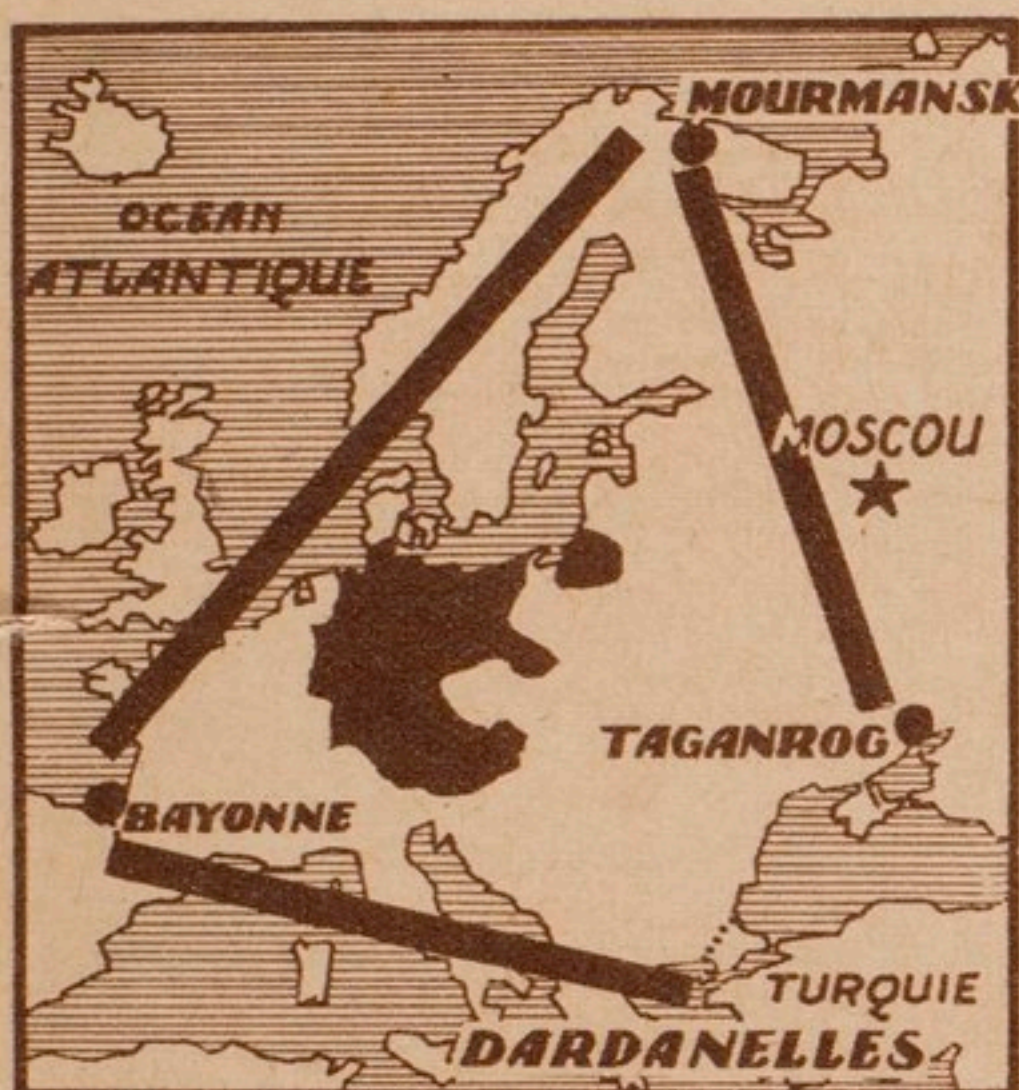 MOURMANSK
OCEAN
ATLANTIQUE
MOSCOU
TAGANROG
BAYONNE
TURQUIE
DARDANELLES